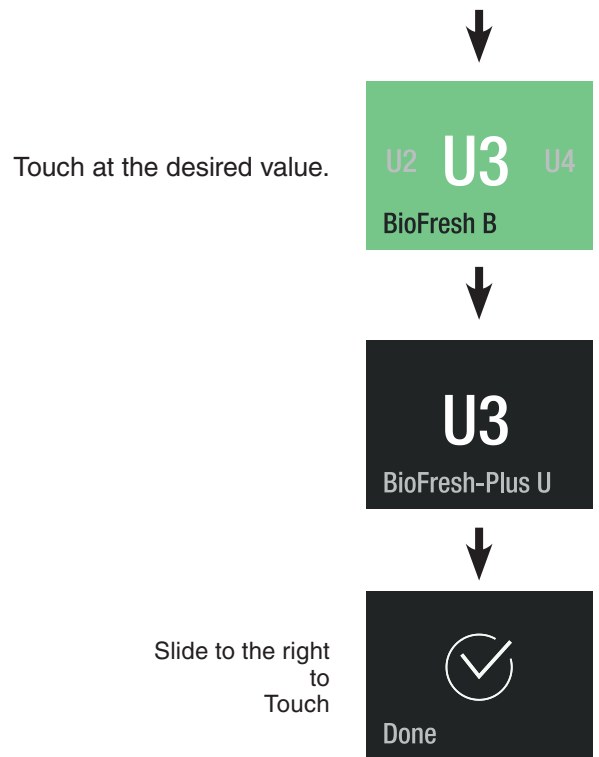 Touch at the desired value.
U2 U3 U4
BioFresh B
U3
BioFresh-Plus U
Slide to the right
to
Touch
Done